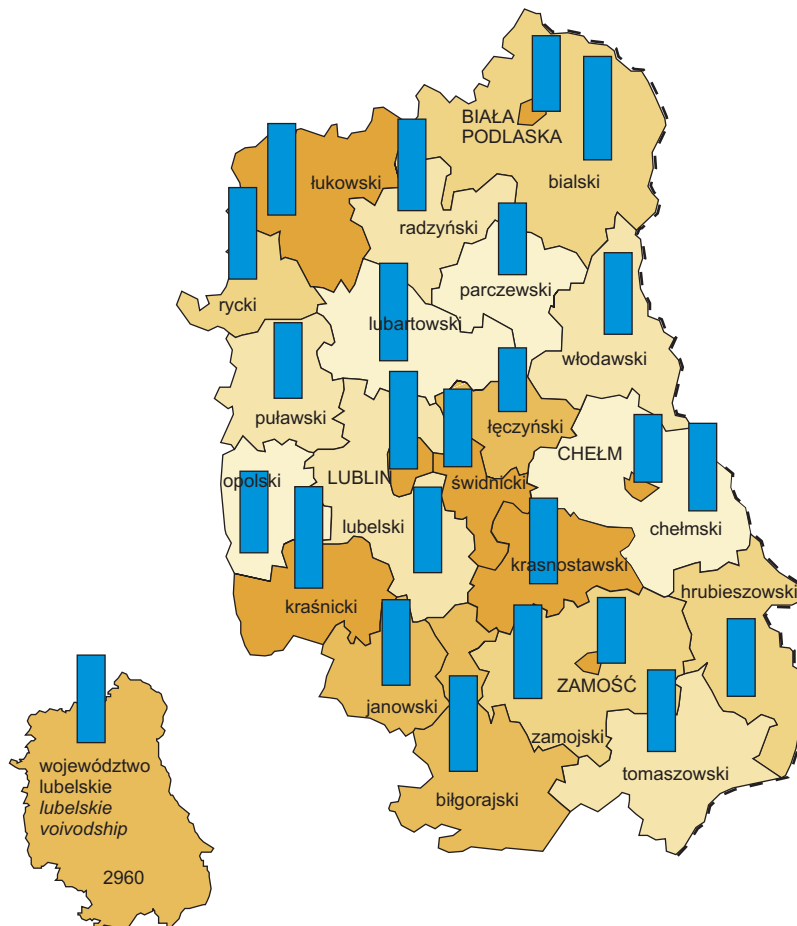 BIAŁA
PODLASKA
bialski
łukowski
radzyński
parczewski
rycki
lubartowski
włodawski
puławski
łęczyński
CHEŁM
opolski
LUBLIN
świdnicki
lubelski
chełmski
krasnostawski
hrubieszowski
kraśnicki
ZAMOŚĆ
janowski
zamojski
tomaszowski
biłgorajski
województwo
lubelskie
lubelskie
voivodship
2960